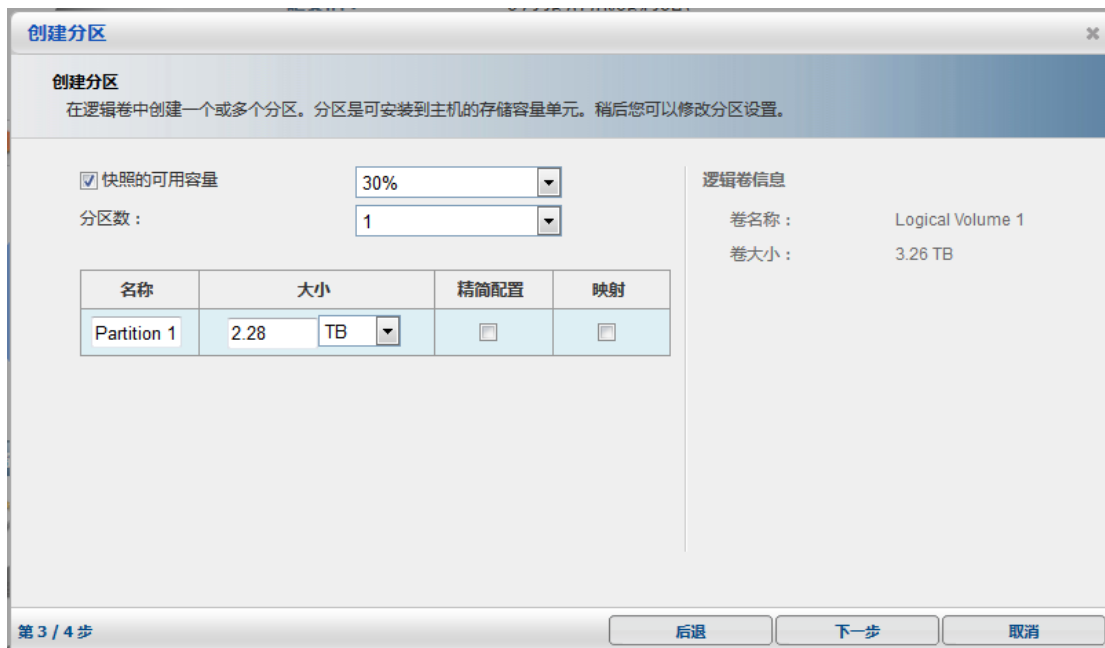 创建分区
创建分区
在逻辑卷中创建一个或多个分区。分区是可安装到主机的存储容量单元。稍后您可以修改分区设置。
快照的可用容量 30%
分区数： 1
名称 大小 精简配置 映射
Partition 1 2.28 TB
逻辑卷信息
卷名称： Logical Volume 1
卷大小： 3.26 TB
第 3 / 4 步 后退 下一步 取消